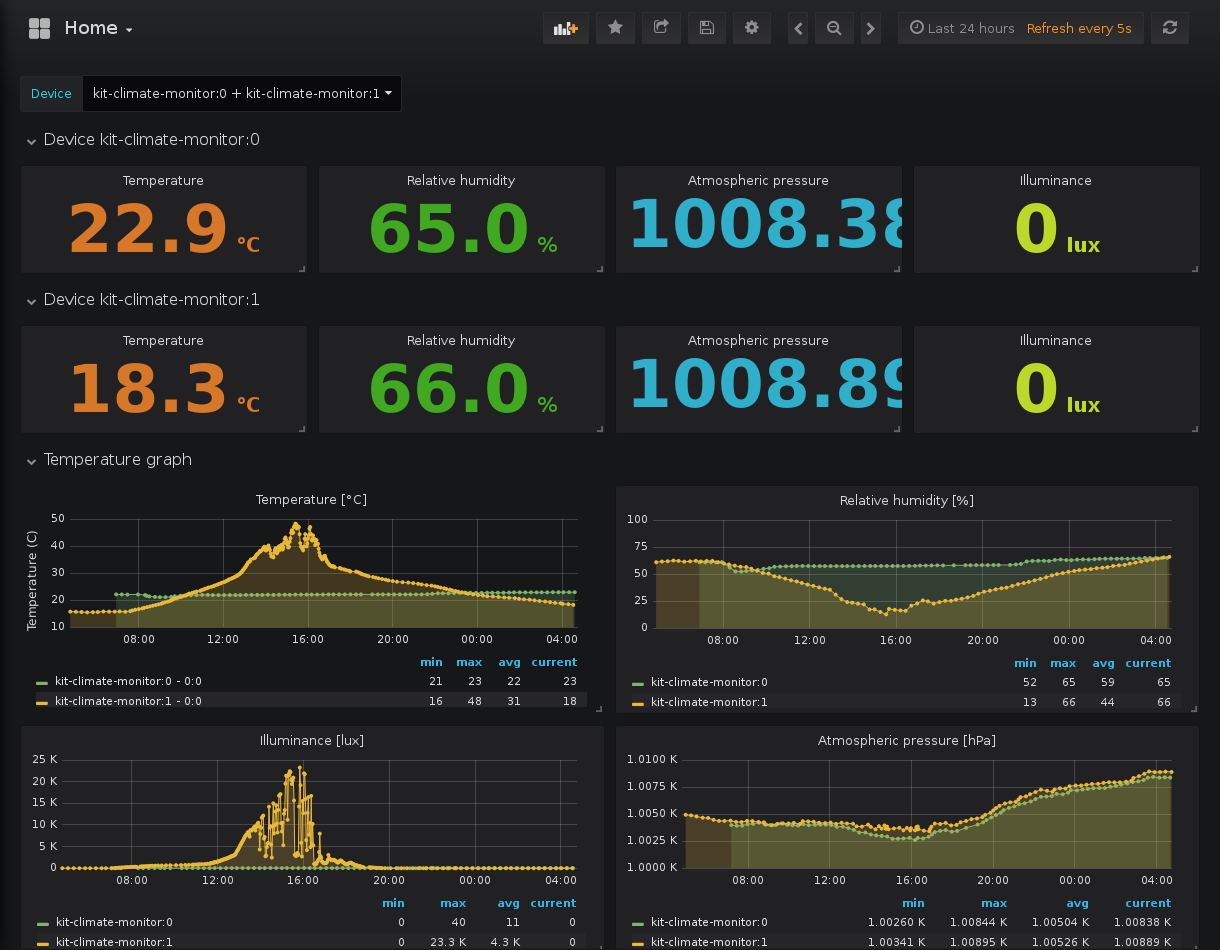 Home
Last 24 hours Refresh every 5s
Device kit-climate-monitor:0 + kit-climate-monitor:1
Device kit-climate-monitor:0
Temperature Relative humidity Atmospheric pressure Illuminance
22.9 °C 65.0 % 1008.38 0 lux
Device kit-climate-monitor:1
Temperature Relative humidity Atmospheric pressure Illuminance
18.3 °C 66.0 % 1008.89 0 lux
Temperature graph
Temperature [°C]
Temperature (C)
50
40
30
20
10
08:00 12:00 16:00 20:00 00:00 04:00
min max avg current
kit-climate-monitor:0 - 0:0 21 23 22 23
kit-climate-monitor:1 - 0:0 16 48 31 18
Relative humidity [%]
100
75
50
25
0
08:00 12:00 16:00 20:00 00:00 04:00
min max avg current
kit-climate-monitor:0 52 65 59 65
kit-climate-monitor:1 13 66 44 66
Illuminance [lux]
25 K
20 K
15 K
10 K
5 K
0
08:00 12:00 16:00 20:00 00:00 04:00
min max avg current
kit-climate-monitor:0 0 40 11 0
kit-climate-monitor:1 0 23.3 K 4.3 K 0
Atmospheric pressure [hPa]
1.0100 K
1.0075 K
1.0050 K
1.0025 K
1.0000 K
08:00 12:00 16:00 20:00 00:00 04:00
min max avg current
kit-climate-monitor:0 1.00260 K 1.00844 K 1.00504 K 1.00838 K
kit-climate-monitor:1 1.00341 K 1.00895 K 1.00526 K 1.00889 K